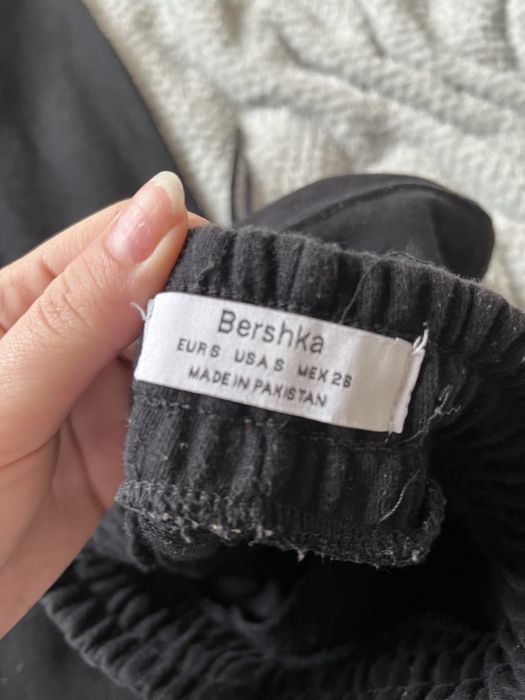 Bershka
EUR S USA S MEX 26
MADE IN PAKISTAN